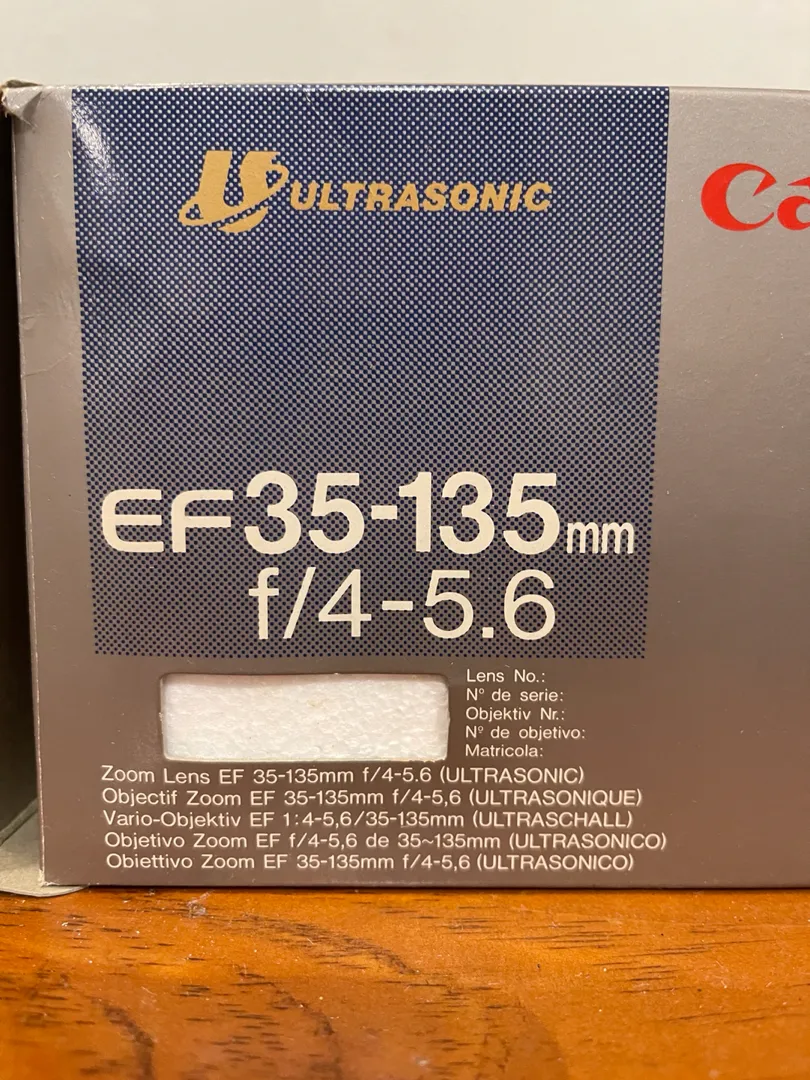 ULTRASONIC
Ca
EF35-135mm
f/4-5.6
Lens No.:
Nº de serie:
Objektiv Nr.:
Nº de objetivo:
Matricola:
Zoom Lens EF 35-135mm f/4-5.6 (ULTRASONIC)
Objectif Zoom EF 35-135mm f/4-5,6 (ULTRASONIQUE)
Vario-Objektiv EF 1:4-5,6/35-135mm (ULTRASCHALL)
Objetivo Zoom EF f/4-5,6 de 35~135mm (ULTRASONICO)
Obiettivo Zoom EF 35-135mm f/4-5,6 (ULTRASONICO)